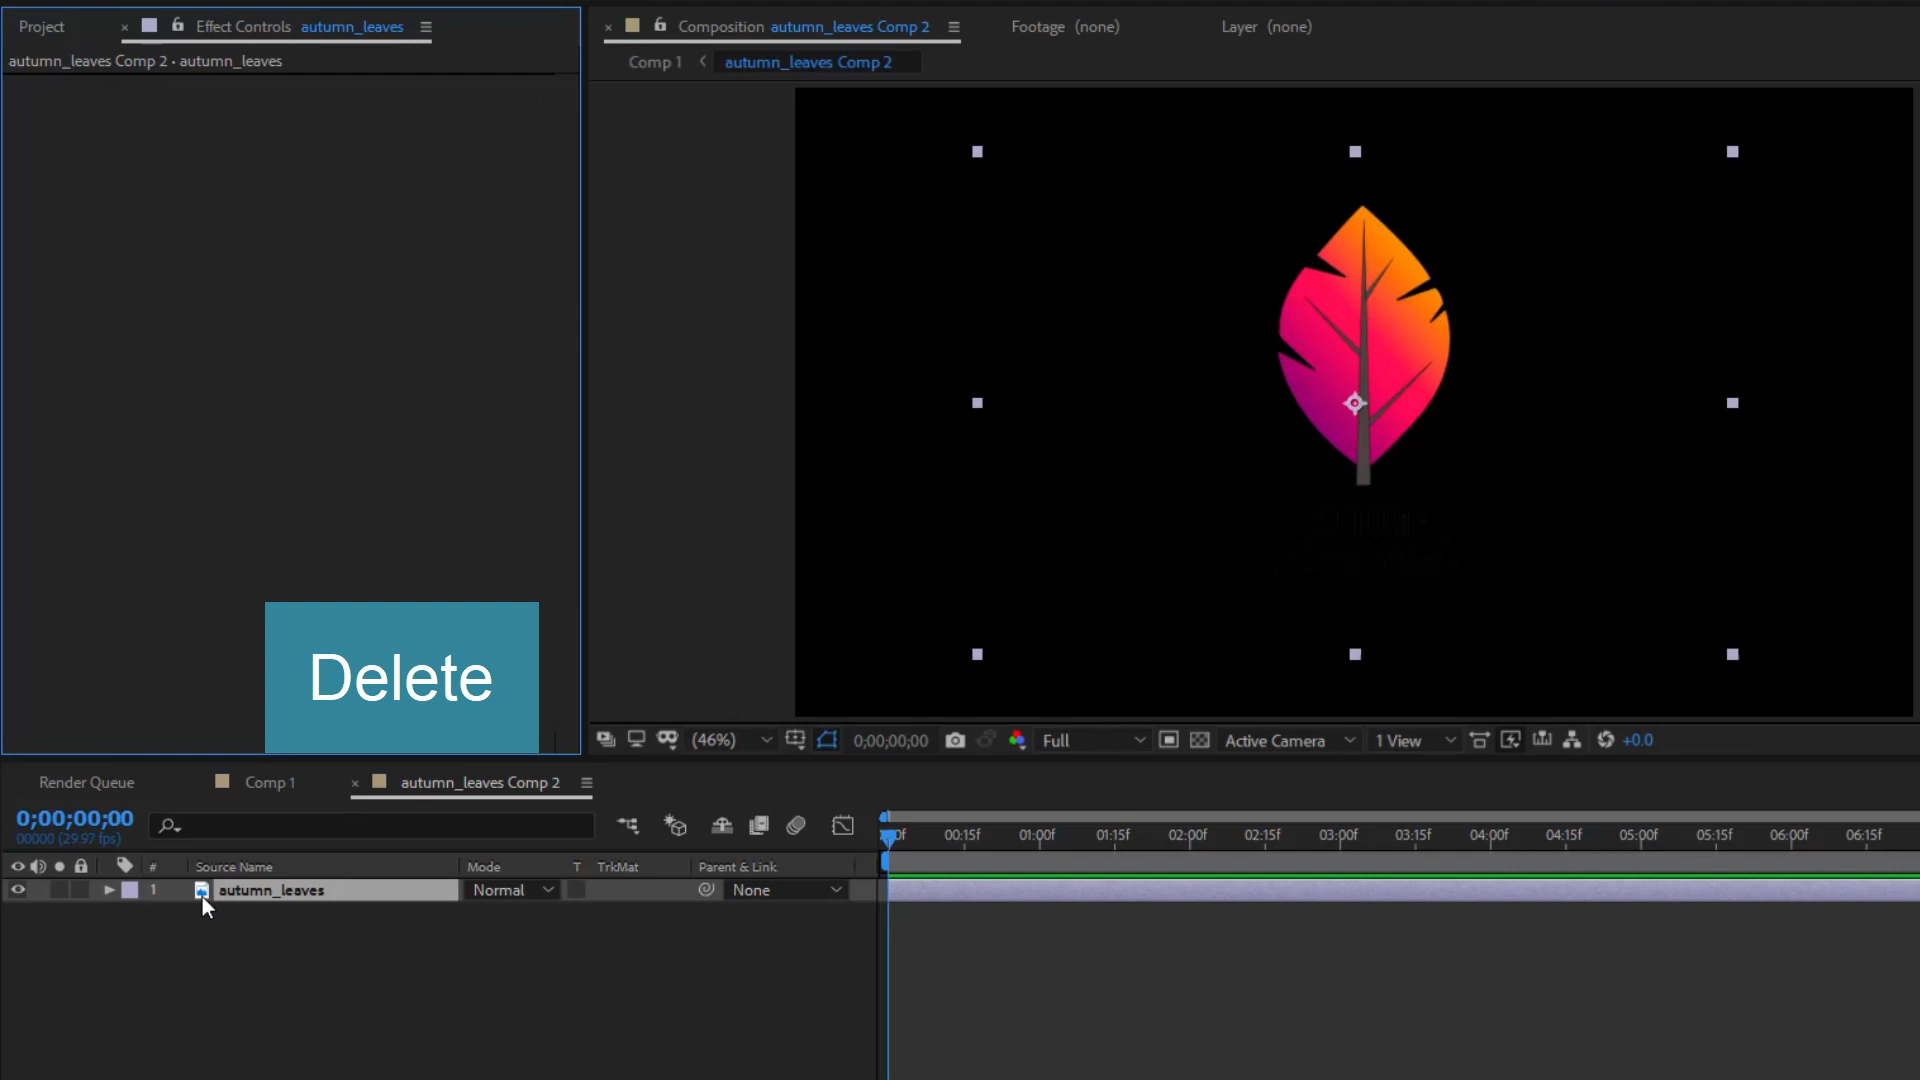 Project
× Effect Controls autumn_leaves
autumn_leaves Comp 2 • autumn_leaves
× Composition autumn_leaves Comp 2
Footage (none)
Layer (none)
Comp 1 < autumn_leaves Comp 2
Delete
(46%) 0;00;00;00 Full Active Camera 1 View +0.0
Render Queue
Comp 1
× autumn_leaves Comp 2
0;00;00;00
00000 (29.97 fps)
00:15f 01:00f 01:15f 02:00f 02:15f 03:00f 03:15f 04:00f 04:15f 05:00f 05:15f 06:00f 06:15f
# Source Name Mode T TrkMat Parent & Link
1 autumn_leaves Normal None